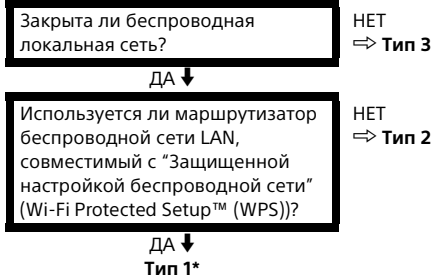 Закрыта ли беспроводная
локальная сеть?
НЕТ
⇨ Тип 3
ДА ⬇
Используется ли маршрутизатор
беспроводной сети LAN,
совместимый с “Защищенной
настройкой беспроводной сети”
(Wi-Fi Protected Setup™ (WPS))?
НЕТ
⇨ Тип 2
ДА ⬇
Тип 1*